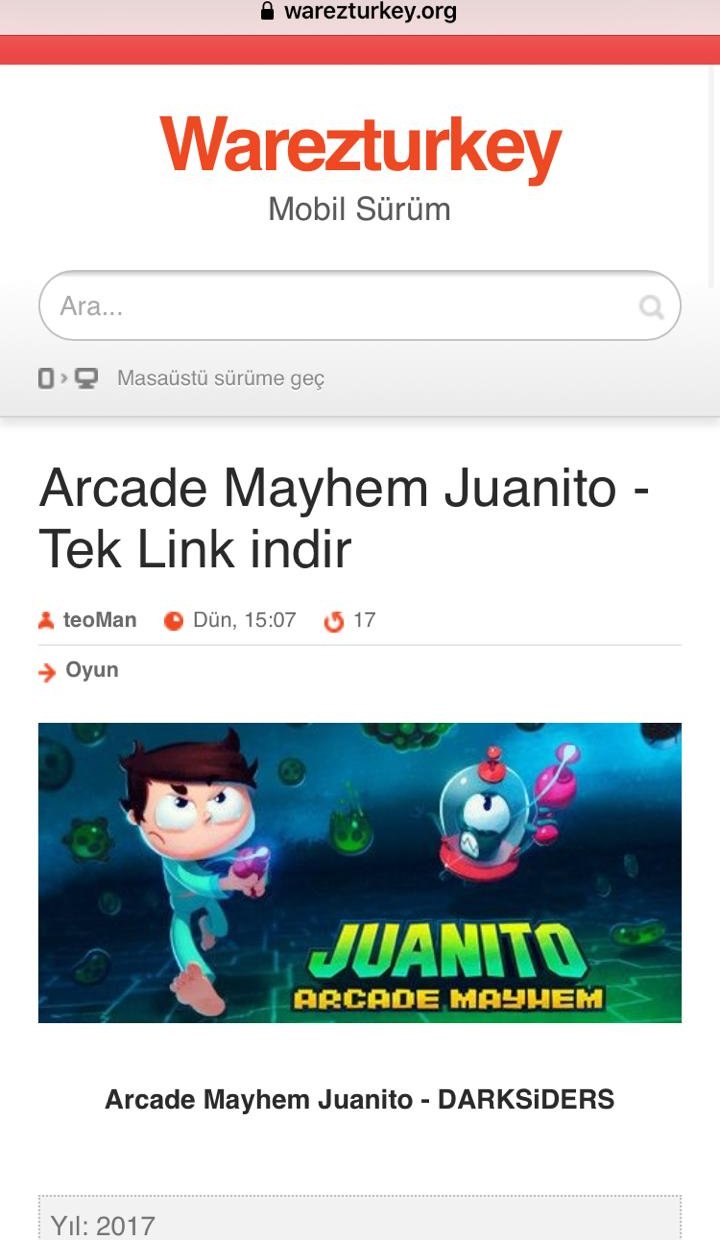 warezturkey.org
Warezturkey
Mobil Sürüm
Ara...
Masaüstü sürüme geç
Arcade Mayhem Juanito -
Tek Link indir
teoMan Dün, 15:07 17
Oyun
JUANITO
ARCADE MAYHEM
Arcade Mayhem Juanito - DARKSiDERS
Yıl: 2017